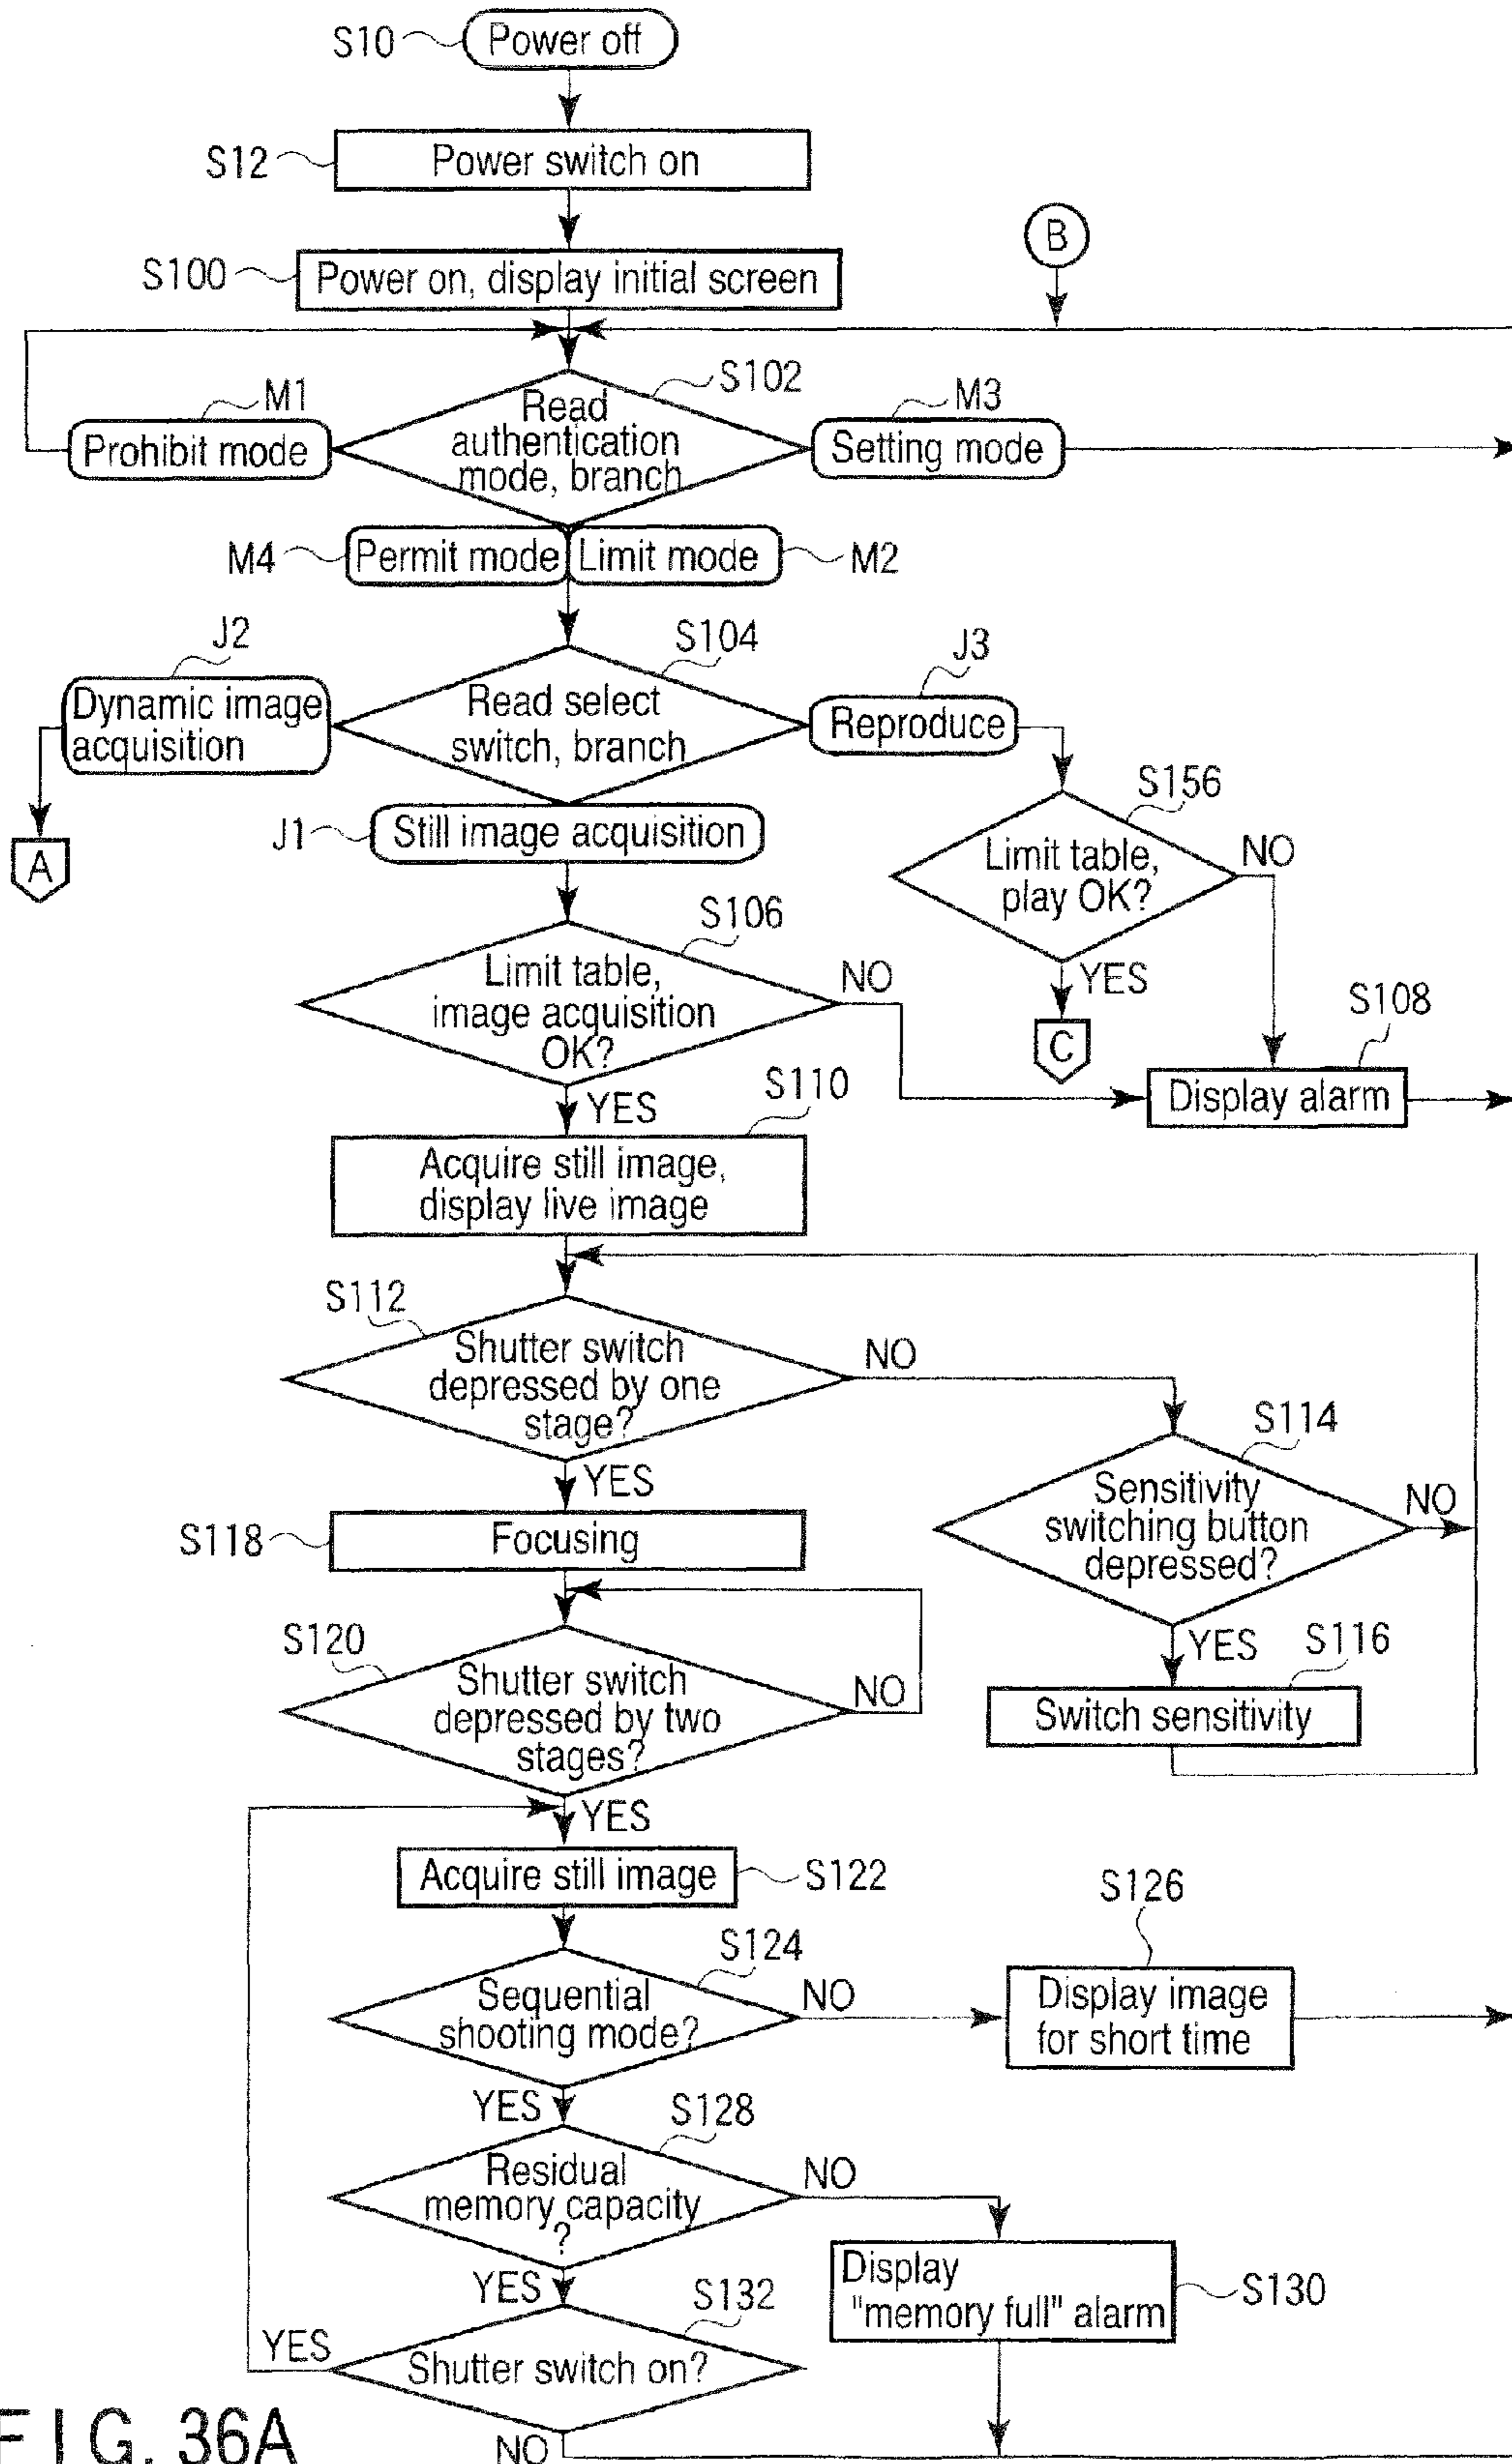 S10
Power off
S12
Power switch on
B
S100
Power on, display initial screen
S102
M1
M3
Prohibit mode
Read
authentication
mode, branch
Setting mode
M4
Permit mode
Limit mode
M2
J2
S104
J3
Dynamic image
acquisition
Read select
switch, branch
Reproduce
S156
J1
Still image acquisition
A
Limit table,
play OK?
NO
S106
YES
Limit table,
image acquisition
OK?
NO
C
S108
S110
YES
Display alarm
Acquire still image,
display live image
S112
Shutter switch
depressed by one
stage?
NO
S114
YES
Sensitivity
switching button
depressed?
NO
S118
Focusing
S120
YES
S116
Shutter switch
depressed by two
stages?
NO
Switch sensitivity
YES
Acquire still image
S122
S126
S124
Sequential
shooting mode?
NO
Display image
for short time
YES
S128
Residual
memory capacity
?
NO
YES
S132
Display
"memory full" alarm
S130
YES
Shutter switch on?
NO
FIG. 36A